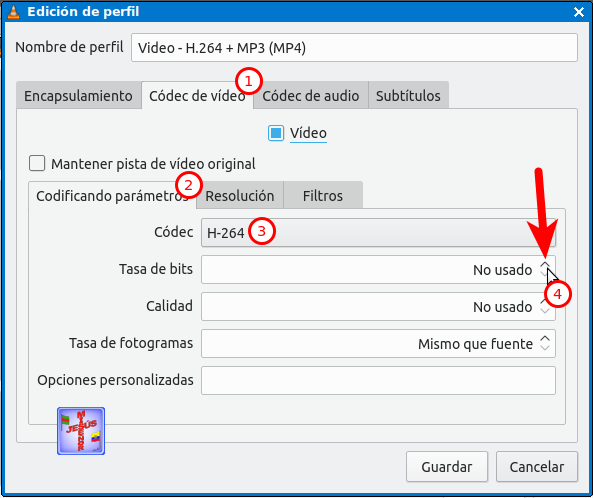 Edición de perfil
Nombre de perfil Video - H.264 + MP3 (MP4)
1
Encapsulamiento Códec de vídeo Códec de audio Subtítulos
Vídeo
Mantener pista de vídeo original
2
Codificando parámetros Resolución Filtros
Códec H-264 3
Tasa de bits No usado
4
Calidad No usado
Tasa de fotogramas Mismo que fuente
Opciones personalizadas
JESÚS
Guardar Cancelar